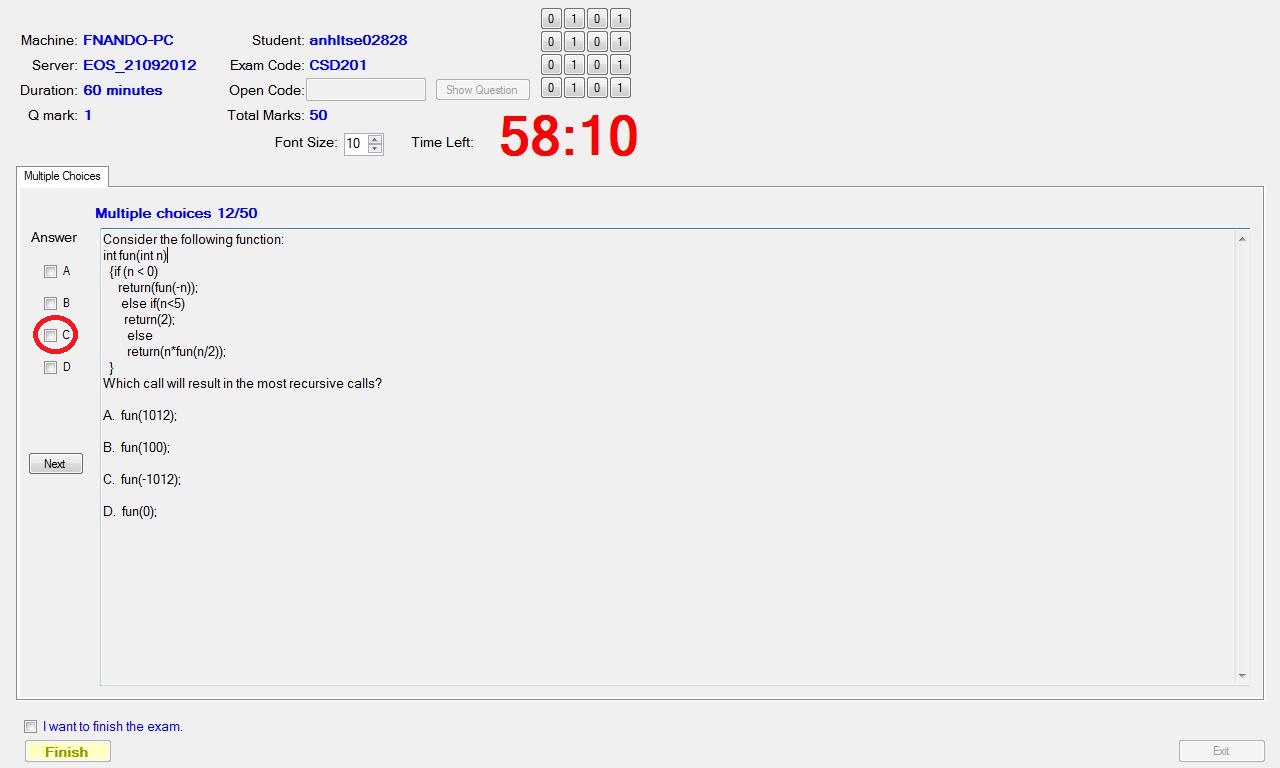 Machine: FNANDO-PC Student: anhltse02828
Server: EOS_21092012 Exam Code: CSD201
Duration: 60 minutes Open Code: Show Question
Q mark: 1 Total Marks: 50
0 1 0 1
0 1 0 1
0 1 0 1
0 1 0 1
Font Size: 10 Time Left: 58:10
Multiple Choices
Multiple choices 12/50
Answer
A
B
C
D
Next
Consider the following function:
int fun(int n)
{if (n < 0)
return(fun(-n));
else if(n<5)
return(2);
else
return(n*fun(n/2));
}
Which call will result in the most recursive calls?
A. fun(1012);
B. fun(100);
C. fun(-1012);
D. fun(0);
I want to finish the exam.
Finish Exit